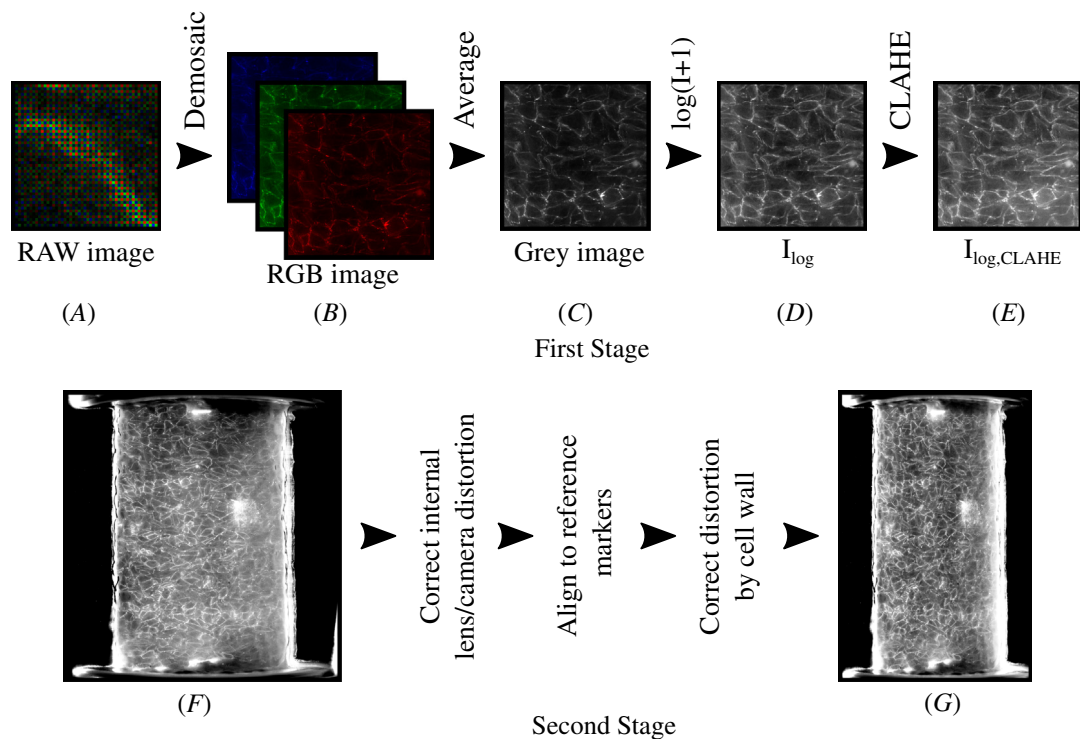 Demosaic
Average
log(I+1)
CLAHE
RAW image
RGB image
Grey image
I_log
I_log,CLAHE
(A)
(B)
(C)
(D)
(E)
First Stage
Correct internal
lens/camera distortion
Align to reference
markers
Correct distortion
by cell wall
(F)
(G)
Second Stage